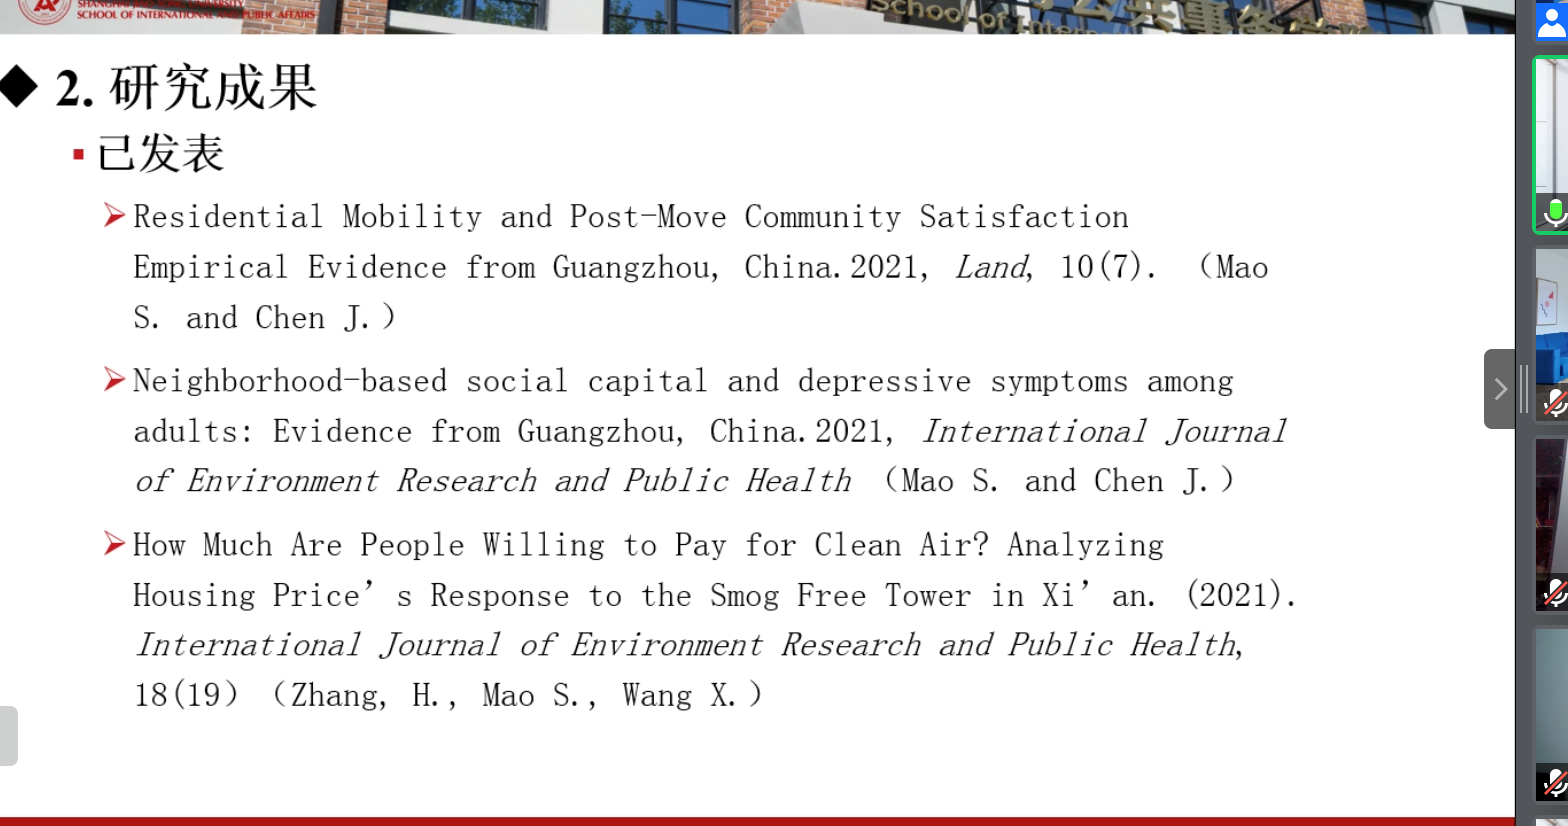 SCHOOL OF INTERNATIONAL AND PUBLIC AFFAIRS
School of
公共事务学
2. 研究成果
已发表
Residential Mobility and Post-Move Community Satisfaction
Empirical Evidence from Guangzhou, China.2021, Land, 10(7). （Mao
S. and Chen J.）
Neighborhood-based social capital and depressive symptoms among
adults: Evidence from Guangzhou, China.2021, International Journal
of Environment Research and Public Health （Mao S. and Chen J.）
How Much Are People Willing to Pay for Clean Air? Analyzing
Housing Price’s Response to the Smog Free Tower in Xi’an. (2021).
International Journal of Environment Research and Public Health,
18(19) （Zhang, H., Mao S., Wang X.）